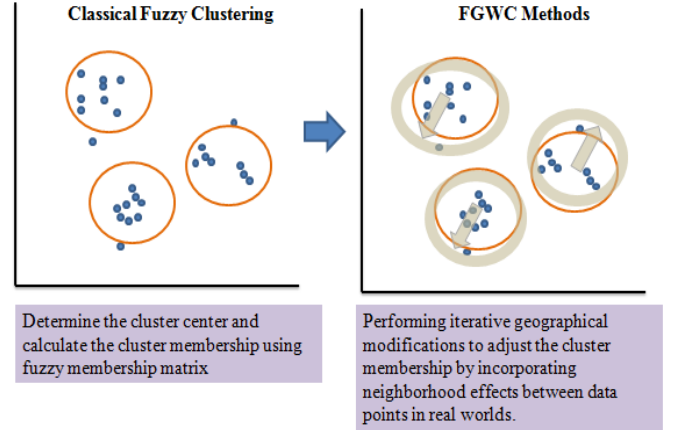 Classical Fuzzy Clustering
FGWC Methods
Determine the cluster center and
calculate the cluster membership using
fuzzy membership matrix
Performing iterative geographical
modifications to adjust the cluster
membership by incorporating
neighborhood effects between data
points in real worlds.